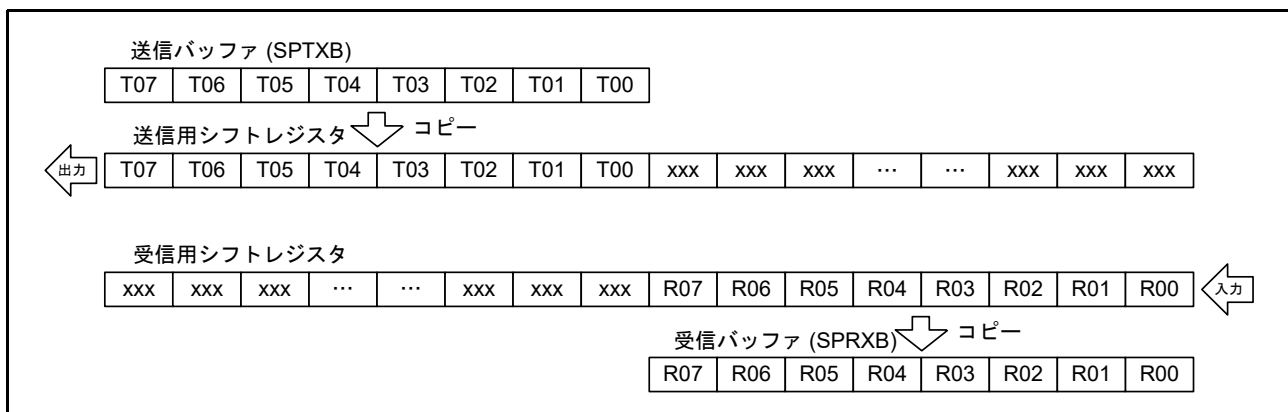 送信バッファ (SPTXB)
T07 T06 T05 T04 T03 T02 T01 T00
コピー
送信用シフトレジスタ
出力 T07 T06 T05 T04 T03 T02 T01 T00 xxx xxx xxx … … xxx xxx xxx
受信用シフトレジスタ
xxx xxx xxx … … xxx xxx xxx R07 R06 R05 R04 R03 R02 R01 R00 入力
受信バッファ (SPRXB) コピー
R07 R06 R05 R04 R03 R02 R01 R00